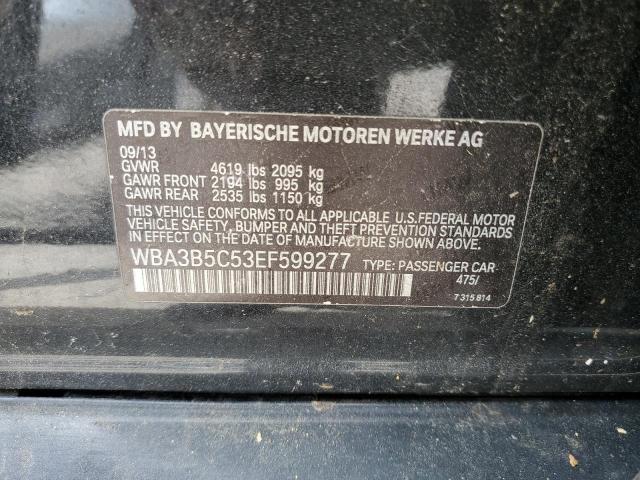 MFD BY BAYERISCHE MOTOREN WERKE AG
09/13
GVWR 4619 lbs 2095 kg
GAWR FRONT 2194 lbs 995 kg
GAWR REAR 2535 lbs 1150 kg
THIS VEHICLE CONFORMS TO ALL APPLICABLE U.S.FEDERAL MOTOR
VEHICLE SAFETY, BUMPER, AND THEFT PREVENTION STANDARDS
IN EFFECT ON THE DATE OF MANUFACTURE SHOWN ABOVE.
WBA3B5C53EF599277 TYPE: PASSENGER CAR
475/
7 315 814